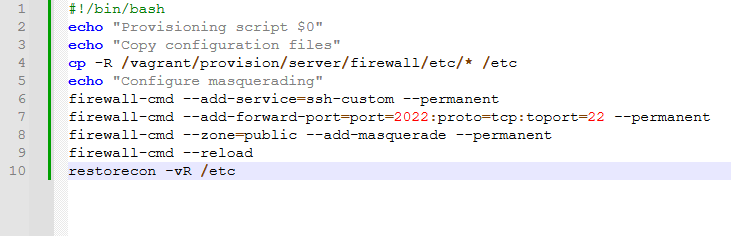 1 #!/bin/bash
2 echo "Provisioning script $0"
3 echo "Copy configuration files"
4 cp -R /vagrant/provision/server/firewall/etc/* /etc
5 echo "Configure masquerading"
6 firewall-cmd --add-service=ssh-custom --permanent
7 firewall-cmd --add-forward-port=port=2022:proto=tcp:toport=22 --permanent
8 firewall-cmd --zone=public --add-masquerade --permanent
9 firewall-cmd --reload
10 restorecon -vR /etc